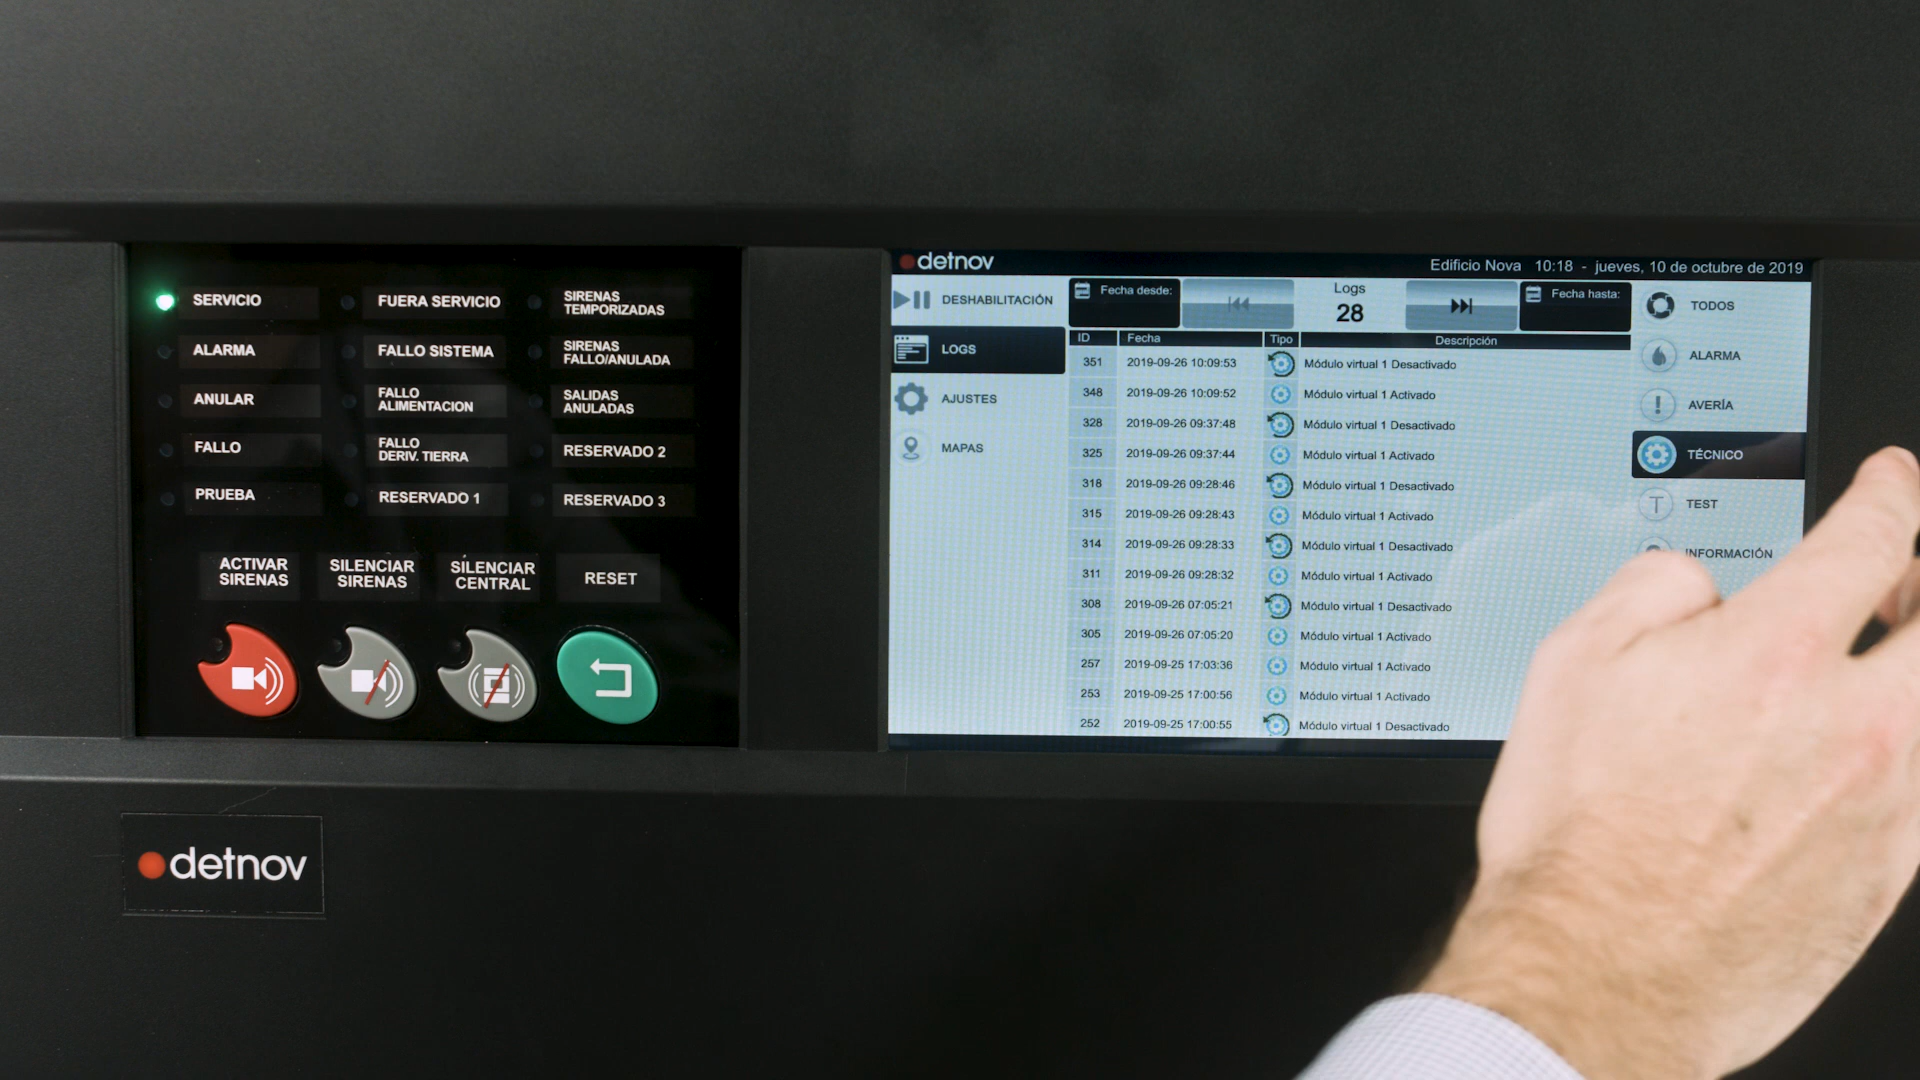 SERVICIO
FUERA SERVICIO
SIRENAS
TEMPORIZADAS
ALARMA
FALLO SISTEMA
SIRENAS
FALLO/ANULADA
ANULAR
FALLO
ALIMENTACION
SALIDAS
ANULADAS
FALLO
FALLO
DERIV. TIERRA
RESERVADO 2
PRUEBA
RESERVADO 1
RESERVADO 3
ACTIVAR
SIRENAS
SILENCIAR
SIRENAS
SILENCIAR
CENTRAL
RESET
detnov
detnov
Edificio Nova 10:18 - jueves, 10 de octubre de 2019
DESHABILITACIÓN
LOGS
AJUSTES
MAPAS
Fecha desde:
Logs
28
Fecha hasta:
ID Fecha Tipo Descripción
351 2019-09-26 10:09:53 Módulo virtual 1 Desactivado
348 2019-09-26 10:09:52 Módulo virtual 1 Activado
328 2019-09-26 09:37:48 Módulo virtual 1 Desactivado
325 2019-09-26 09:37:44 Módulo virtual 1 Activado
318 2019-09-26 09:28:46 Módulo virtual 1 Desactivado
315 2019-09-26 09:28:43 Módulo virtual 1 Activado
314 2019-09-26 09:28:33 Módulo virtual 1 Desactivado
311 2019-09-26 09:28:32 Módulo virtual 1 Activado
308 2019-09-26 07:05:21 Módulo virtual 1 Desactivado
305 2019-09-26 07:05:20 Módulo virtual 1 Activado
257 2019-09-25 17:03:36 Módulo virtual 1 Activado
253 2019-09-25 17:00:56 Módulo virtual 1 Activado
252 2019-09-25 17:00:55 Módulo virtual 1 Desactivado
TODOS
ALARMA
AVERÍA
TÉCNICO
T TEST
INFORMACIÓN